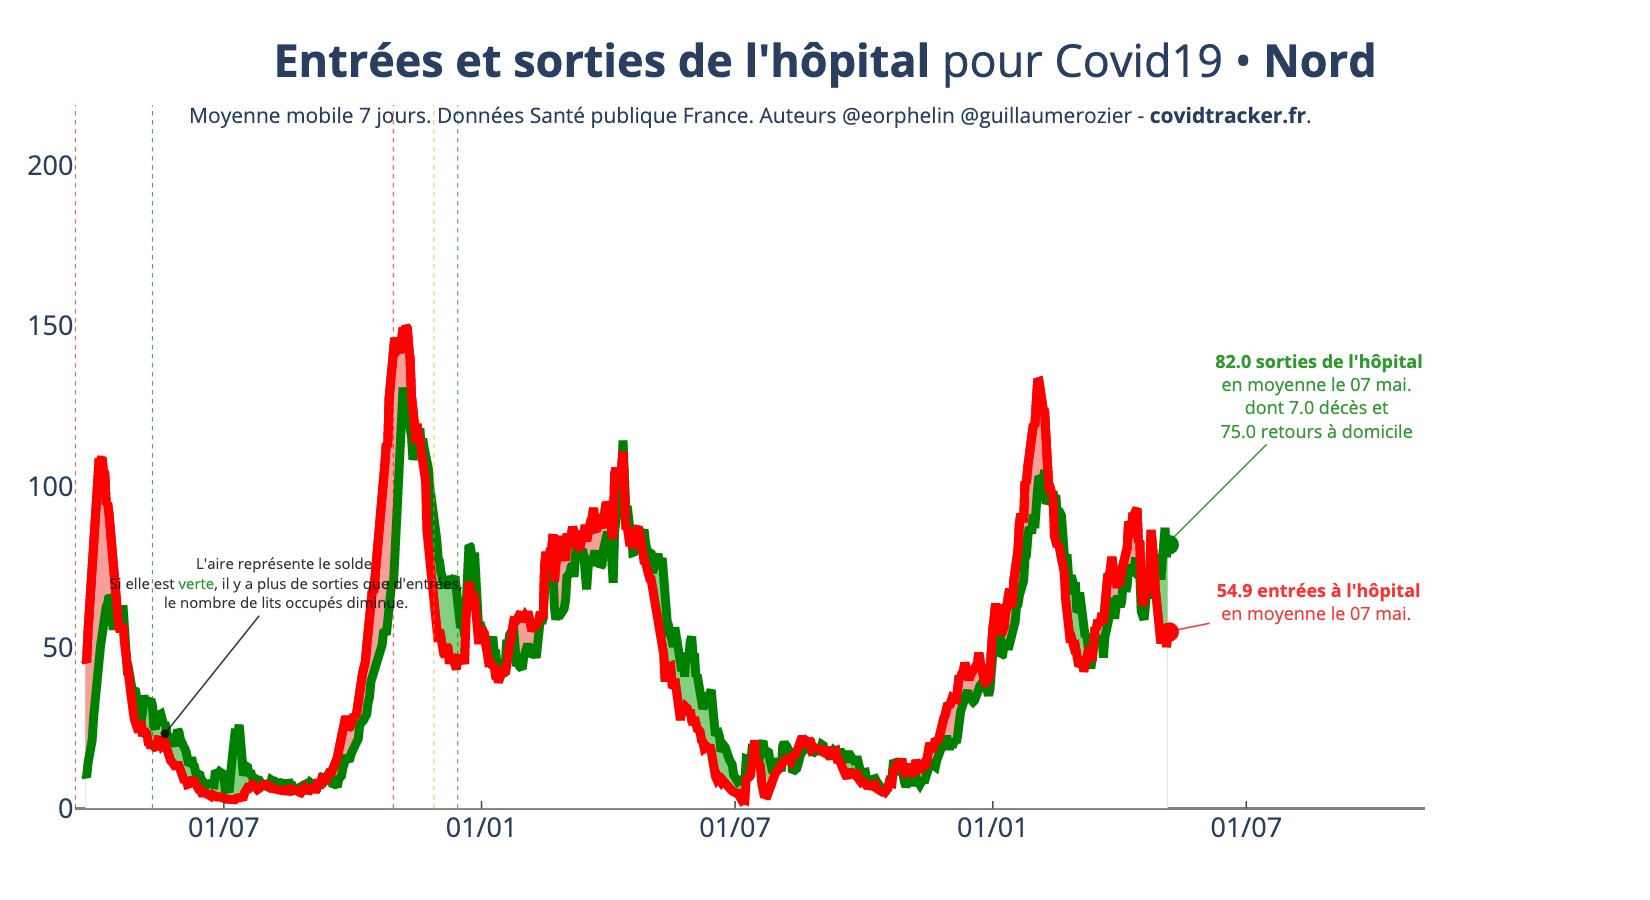 Entrées et sorties de l'hôpital pour Covid19 • Nord
Moyenne mobile 7 jours. Données Santé publique France. Auteurs @eorphelin @guillaumerozier - covidtracker.fr.
200
150
100
50
0
82.0 sorties de l'hôpital
en moyenne le 07 mai.
dont 7.0 décès et
75.0 retours à domicile
L'aire représente le solde.
Si elle est verte, il y a plus de sorties que d'entrées,
le nombre de lits occupés diminue.
54.9 entrées à l'hôpital
en moyenne le 07 mai.
01/07
01/01
01/07
01/01
01/07